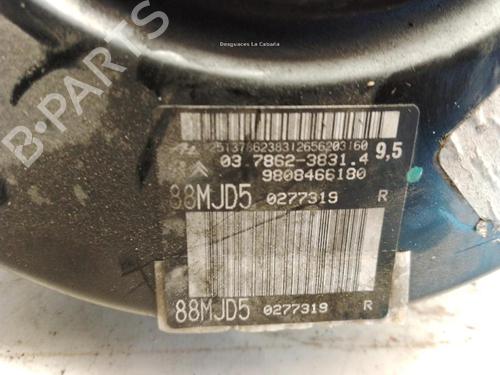 Desguaces La Cabaña
B-PARTS
2513786238312656203160
03.7862-3831.4 9,5
9808466180
88MJD5 0277319 R
88MJD5 0277319 R